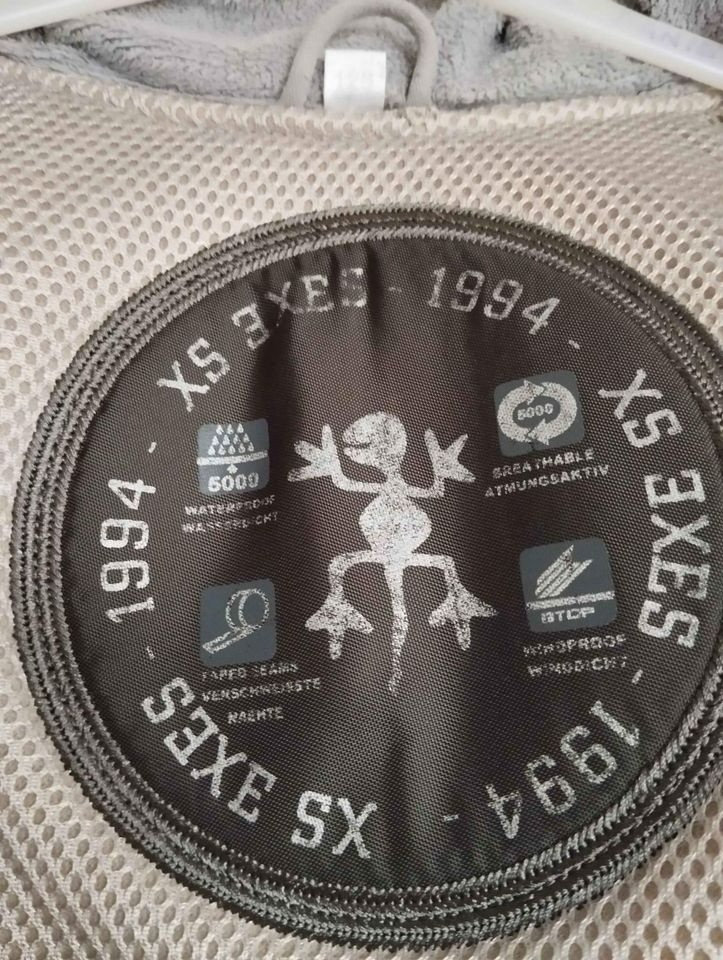 XS EXES - 1994 -
XS EXES - 1994 -
XS EXES - 1994 -
5000
WATERPROOF
WASSERDICHT
5000
BREATHABLE
ATMUNGSAKTIV
TAPED SEAMS
VERSCHWEISSTE
NAEHTE
STOP
WINDPROOF
WINDDICHT